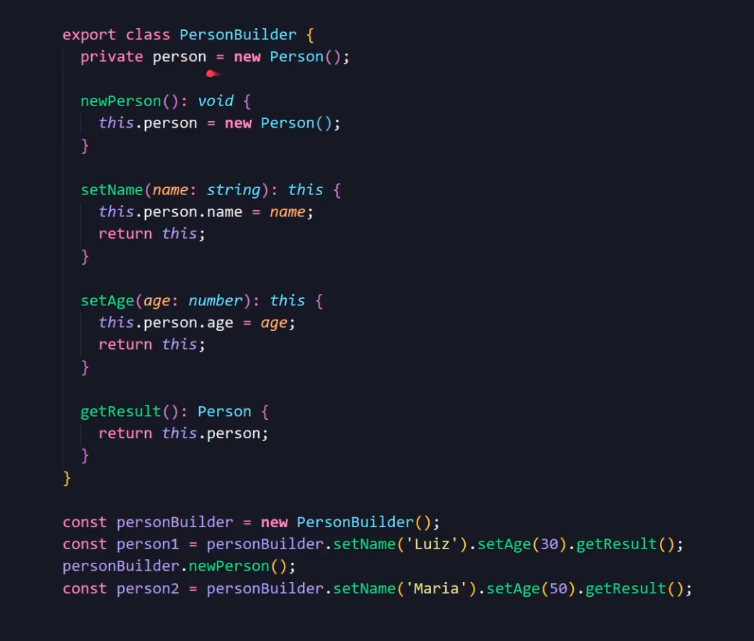 export class PersonBuilder {
private person = new Person();
newPerson(): void {
this.person = new Person();
}
setName(name: string): this {
this.person.name = name;
return this;
}
setAge(age: number): this {
this.person.age = age;
return this;
}
getResult(): Person {
return this.person;
}
}
const personBuilder = new PersonBuilder();
const person1 = personBuilder.setName('Luiz').setAge(30).getResult();
personBuilder.newPerson();
const person2 = personBuilder.setName('Maria').setAge(50).getResult();